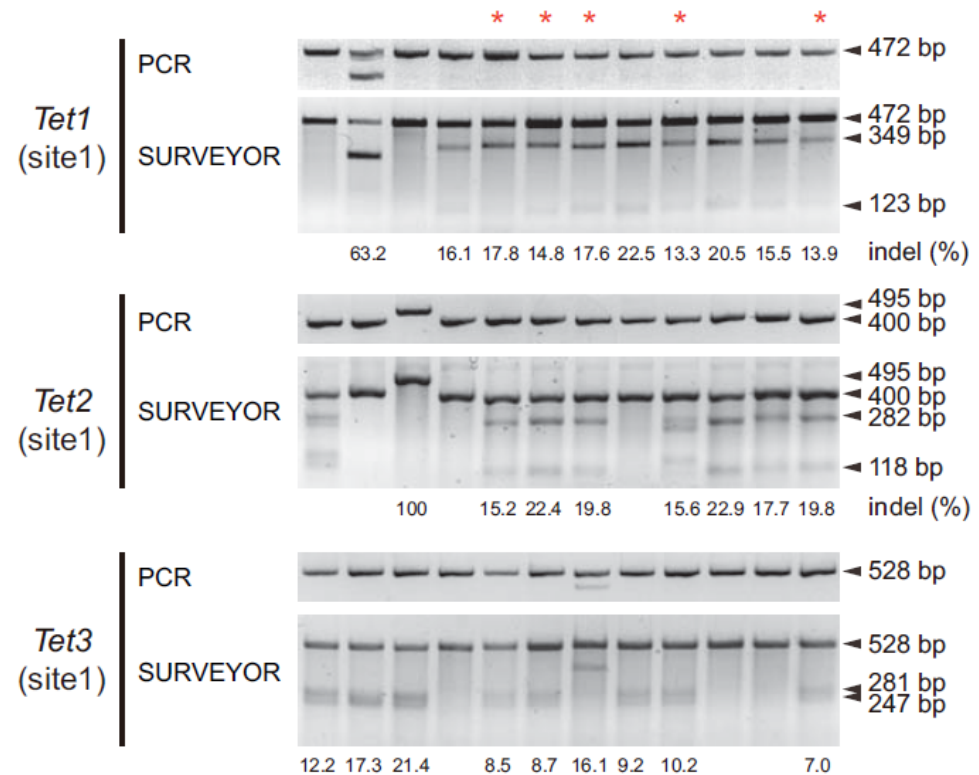 * * * * *
PCR
472 bp
Tet1
(site1)
SURVEYOR
472 bp
349 bp
123 bp
63.2 16.1 17.8 14.8 17.6 22.5 13.3 20.5 15.5 13.9 indel (%)
PCR
495 bp
400 bp
Tet2
(site1)
SURVEYOR
495 bp
400 bp
282 bp
118 bp
100 15.2 22.4 19.8 15.6 22.9 17.7 19.8 indel (%)
PCR
528 bp
Tet3
(site1)
SURVEYOR
528 bp
281 bp
247 bp
12.2 17.3 21.4 8.5 8.7 16.1 9.2 10.2 7.0